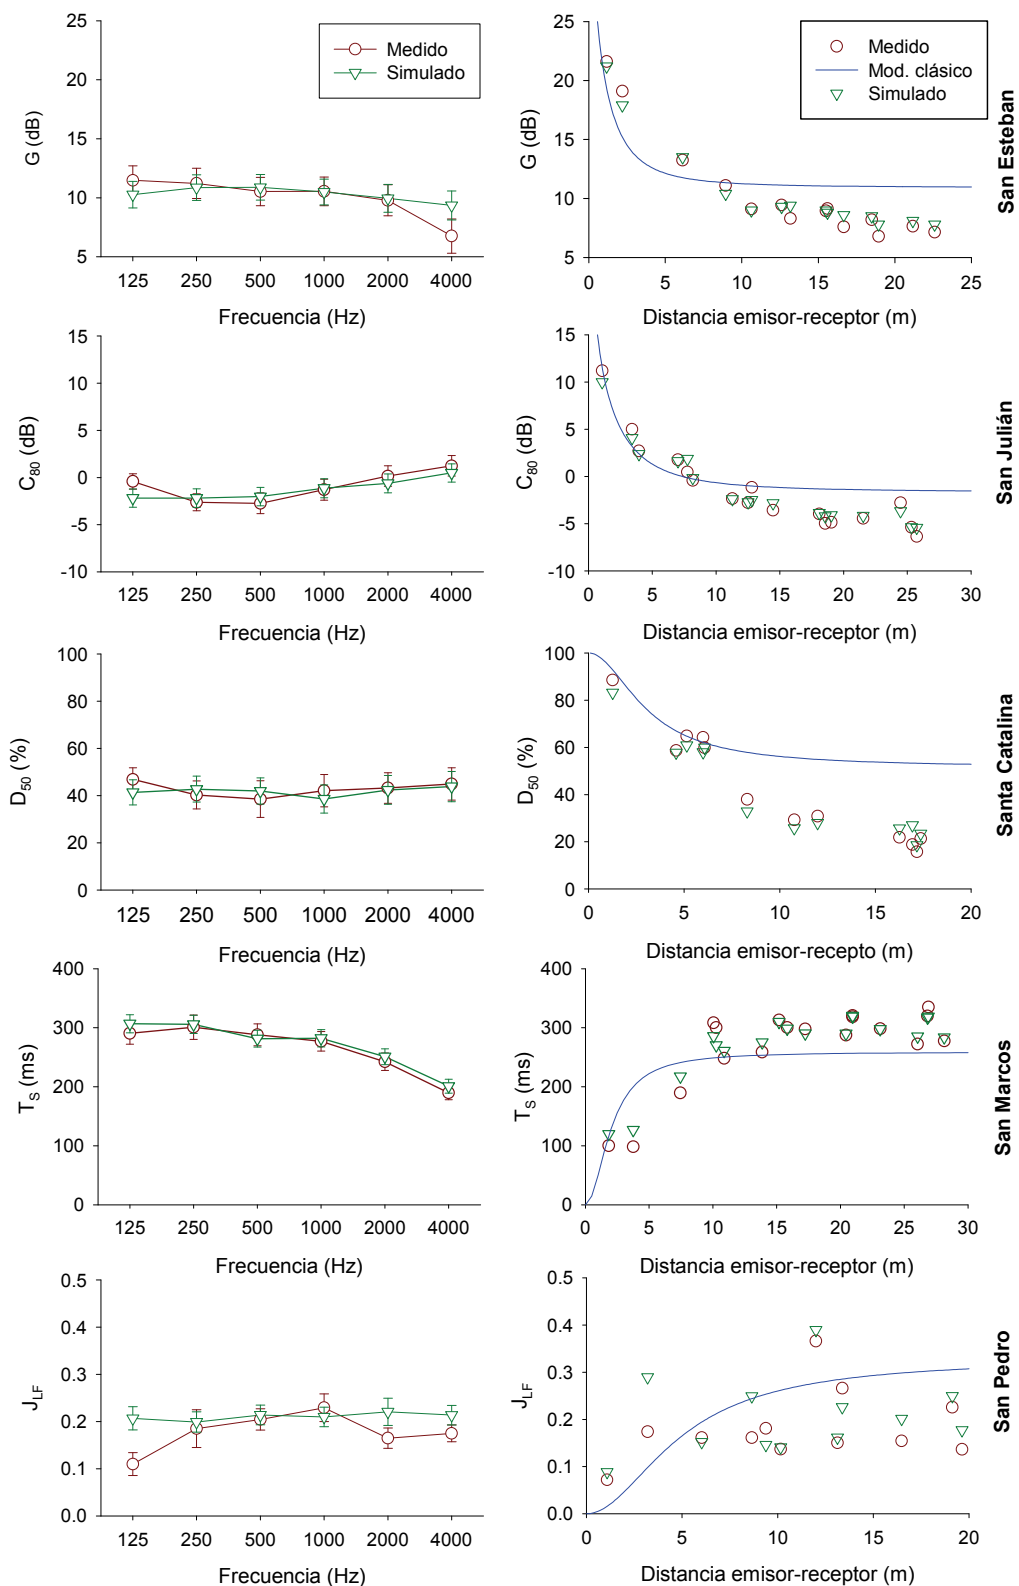 25
20
15
10
5
G (dB)
125 250 500 1000 2000 4000
Frecuencia (Hz)
Medido
Simulado
25
20
15
10
5
G (dB)
0 5 10 15 20 25
Distancia emisor-receptor (m)
Medido
Mod. clásico
Simulado
San Esteban
15
10
5
0
-5
-10
C80 (dB)
125 250 500 1000 2000 4000
Frecuencia (Hz)
15
10
5
0
-5
-10
C80 (dB)
0 5 10 15 20 25 30
Distancia emisor-receptor (m)
San Julián
100
80
60
40
20
0
D50 (%)
125 250 500 1000 2000 4000
Frecuencia (Hz)
100
80
60
40
20
0
D50 (%)
0 5 10 15 20
Distancia emisor-recepto (m)
Santa Catalina
400
300
200
100
0
TS (ms)
125 250 500 1000 2000 4000
Frecuencia (Hz)
400
300
200
100
0
TS (ms)
0 5 10 15 20 25 30
Distancia emisor-receptor (m)
San Marcos
0.5
0.4
0.3
0.2
0.1
0.0
JLF
125 250 500 1000 2000 4000
Frecuencia (Hz)
0.5
0.4
0.3
0.2
0.1
0.0
JLF
0 5 10 15 20
Distancia emisor-receptor (m)
San Pedro